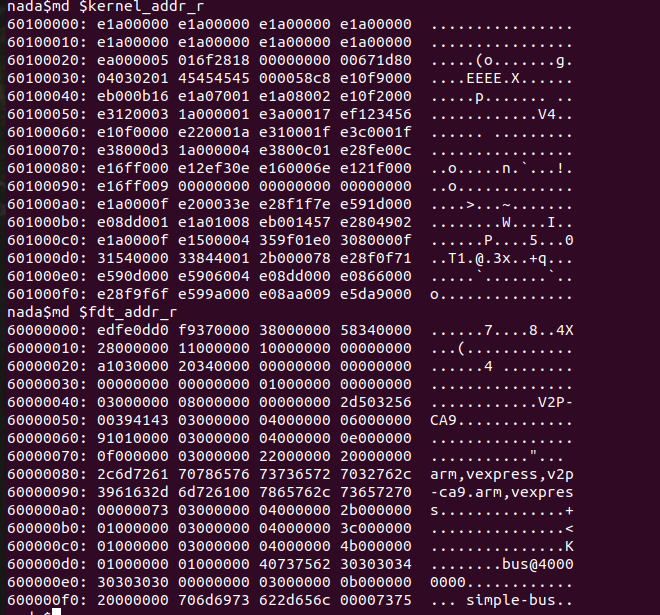 nada$md $kernel_addr_r
60100000: e1a00000 e1a00000 e1a00000 e1a00000  ................
60100010: e1a00000 e1a00000 e1a00000 e1a00000  ................
60100020: ea000005 016f2818 00000000 00671d80  .....(o.......g.
60100030: 04030201 45454545 000058c8 e10f9000  ....EEEE.X......
60100040: eb000b16 e1a07001 e1a08002 e10f2000  .....p....... ..
60100050: e3120003 1a000001 e3a00017 ef123456  ............V4..
60100060: e10f0000 e220001a e310001f e3c0001f  ...... .........
60100070: e38000d3 1a000004 e3800c01 e28fe00c  ................
60100080: e16ff000 e12ef30e e160006e e121f000  ..o.....n.`...!.
60100090: e16ff009 00000000 00000000 00000000  ..o.............
601000a0: e1a0000f e200033e e28f1f7e e591d000  ....>...~.......
601000b0: e08dd001 e1a01008 eb001457 e2804902  ........W....I..
601000c0: e1a0000f e1500004 359f01e0 3080000f  ......P....5...0
601000d0: 31540000 33844001 2b000078 e28f0f71  ..T1.@.3x..+q...
601000e0: e590d000 e5906004 e08dd000 e0866000  .....`.......`..
601000f0: e28f9f6f e599a000 e08aa009 e5da9000  o...............
nada$md $fdt_addr_r
60000000: edfe0dd0 f9370000 38000000 58340000  ......7....8..4X
60000010: 28000000 11000000 10000000 00000000  ...(............
60000020: a1030000 20340000 00000000 00000000  ......4 ........
60000030: 00000000 00000000 01000000 00000000  ................
60000040: 03000000 08000000 00000000 2d503256  ............V2P-
60000050: 00394143 03000000 04000000 06000000  CA9.............
60000060: 91010000 03000000 04000000 0e000000  ................
60000070: 0f000000 03000000 22000000 20000000  ..........."...
60000080: 2c6d7261 70786576 73736572 7032762c  arm,vexpress,v2p
60000090: 3961632d 6d726100 7865762c 73657270  -ca9.arm,vexpres
600000a0: 00000073 03000000 04000000 2b000000  s..............+
600000b0: 01000000 03000000 04000000 3c000000  ...............<
600000c0: 01000000 03000000 04000000 4b000000  ...............K
600000d0: 01000000 01000000 40737562 30303034  ........bus@4000
600000e0: 30303030 00000000 03000000 0b000000  0000............
600000f0: 20000000 706d6973 622d656c 00007375  ... simple-bus..
nada$